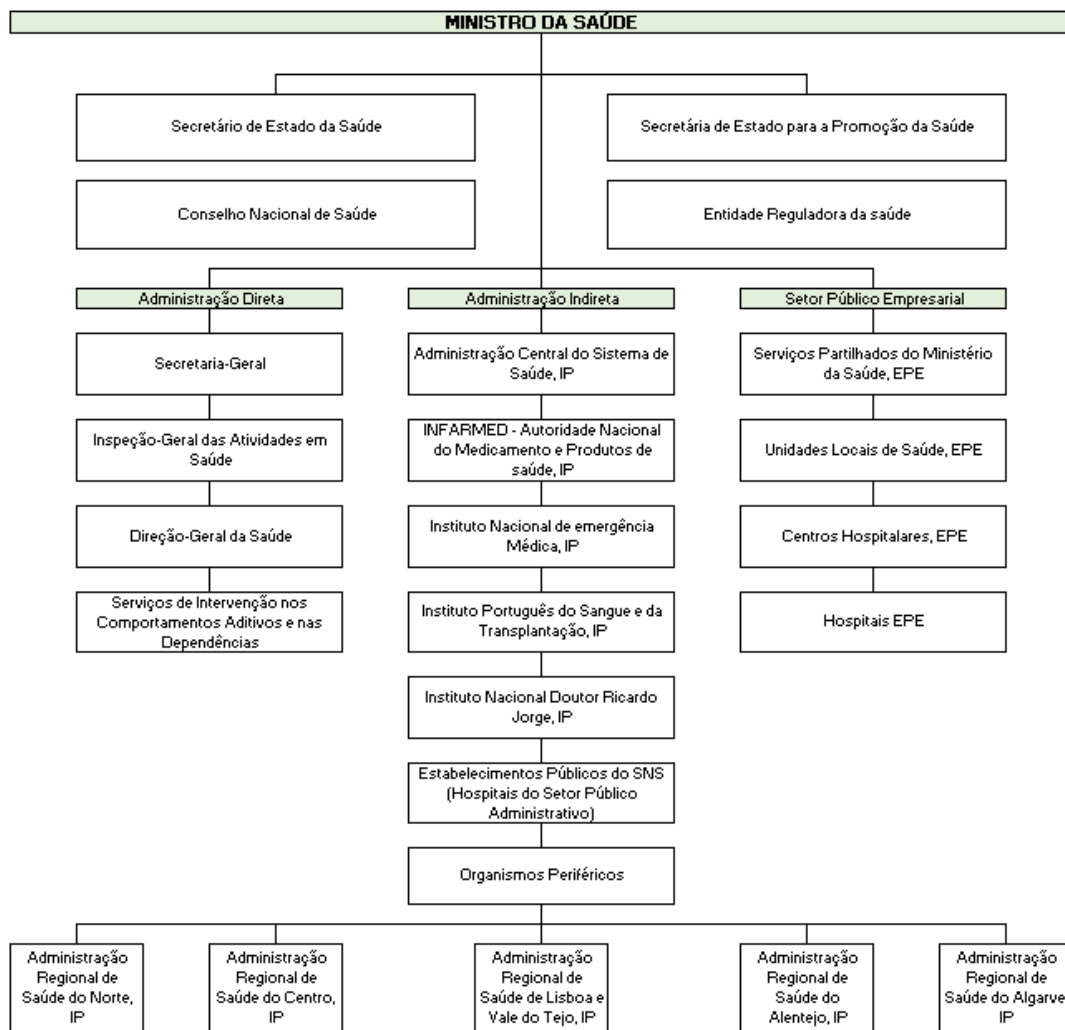 MINISTRO DA SAÚDE
Secretário de Estado da Saúde
Secretária de Estado para a Promoção da Saúde
Conselho Nacional de Saúde
Entidade Reguladora da saúde
Administração Direta
Administração Indireta
Setor Público Empresarial
Secretaria-Geral
Administração Central do Sistema de
Saúde, IP
Serviços Partilhados do Ministério
da Saúde, EPE
Inspeção-Geral das Atividades em
Saúde
INFARMED - Autoridade Nacional
do Medicamento e Produtos de
saúde, IP
Unidades Locais de Saúde, EPE
Direção-Geral da Saúde
Instituto Nacional de emergência
Médica, IP
Centros Hospitalares, EPE
Serviços de Intervenção nos
Comportamentos Aditivos e nas
Dependências
Instituto Português do Sangue e da
Transplantação, IP
Hospitais EPE
Instituto Nacional Doutor Ricardo
Jorge, IP
Estabelecimentos Públicos do SNS
(Hospitais do Setor Público
Administrativo)
Organismos Periféricos
Administração
Regional de
Saúde do Norte,
IP
Administração
Regional de
Saúde do Centro,
IP
Administração
Regional de
Saúde de Lisboa e
Vale do Tejo, IP
Administração
Regional de
Saúde do
Alentejo, IP
Administração
Regional de
Saúde do Algarve
IP